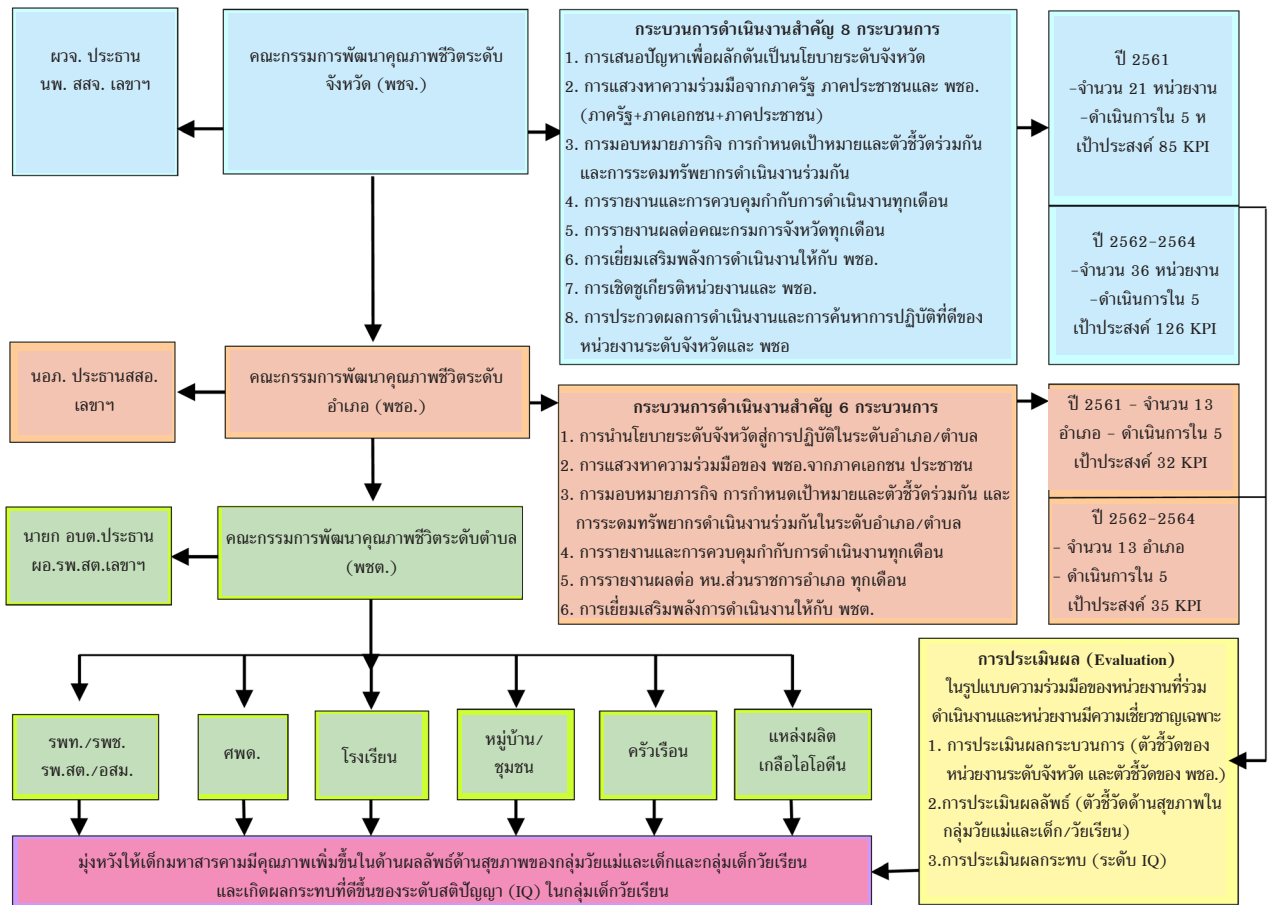 ผวจ. ประธาน
นพ. สสจ. เลขาฯ
คณะกรรมการพัฒนาคุณภาพชีวิตระดับ
จังหวัด (พชจ.)
กระบวนการดำเนินงานสำคัญ 8 กระบวนการ
1. การเสนอปัญหาเพื่อผลักดันเป็นนโยบายระดับจังหวัด
2. การแสวงหาความร่วมมือจากภาครัฐ ภาคประชาชนและ พชอ.
(ภาครัฐ+ภาคเอกชน+ภาคประชาชน)
3. การมอบหมายภารกิจ การกำหนดเป้าหมายและตัวชี้วัดร่วมกัน
และการระดมทรัพยากรดำเนินงานร่วมกัน
4. การรายงานและการควบคุมกำกับการดำเนินงานทุกเดือน
5. การรายงานผลต่อคณะกรมการจังหวัดทุกเดือน
6. การเยี่ยมเสริมพลังการดำเนินงานให้กับ พชอ.
7. การเชิดชูเกียรติหน่วยงานและ พชอ.
8. การประกวดผลการดำเนินงานและการค้นหาการปฏิบัติที่ดีของ
หน่วยงานระดับจังหวัดและ พชอ
ปี 2561
-จำนวน 21 หน่วยงาน
-ดำเนินการใน 5 ห
เป้าประสงค์ 85 KPI
ปี 2562-2564
-จำนวน 36 หน่วยงาน
-ดำเนินการใน 5
เป้าประสงค์ 126 KPI
นอภ. ประธานสสอ.
เลขาฯ
คณะกรรมการพัฒนาคุณภาพชีวิตระดับ
อำเภอ (พชอ.)
กระบวนการดำเนินงานสำคัญ 6 กระบวนการ
1. การนำนโยบายระดับจังหวัดสู่การปฏิบัติในระดับอำเภอ/ตำบล
2. การแสวงหาความร่วมมือของ พชอ.จากภาคเอกชน ประชาชน
3. การมอบหมายภารกิจ การกำหนดเป้าหมายและตัวชี้วัดร่วมกัน และ
การระดมทรัพยากรดำเนินงานร่วมกันในระดับอำเภอ/ตำบล
4. การรายงานและการควบคุมกำกับการดำเนินงานทุกเดือน
5. การรายงานผลต่อ หน.ส่วนราชการอำเภอ ทุกเดือน
6. การเยี่ยมเสริมพลังการดำเนินงานให้กับ พชต.
ปี 2561 - จำนวน 13
อำเภอ - ดำเนินการใน 5
เป้าประสงค์ 32 KPI
ปี 2562-2564
- จำนวน 13 อำเภอ
- ดำเนินการใน 5
เป้าประสงค์ 35 KPI
นายก อบต.ประธาน
ผอ.รพ.สต.เลขาฯ
คณะกรรมการพัฒนาคุณภาพชีวิตระดับตำบล
(พชต.)
รพท./รพช.
รพ.สต./อสม.
ศพด.
โรงเรียน
หมู่บ้าน/
ชุมชน
ครัวเรือน
แหล่งผลิต
เกลือไอโอดีน
การประเมินผล (Evaluation)
ในรูปแบบความร่วมมือของหน่วยงานที่ร่วม
ดำเนินงานและหน่วยงานมีความเชี่ยวชาญเฉพาะ
1. การประเมินผลกระบวนการ (ตัวชี้วัดของ
หน่วยงานระดับจังหวัด และตัวชี้วัดของ พชอ.)
2.การประเมินผลลัพธ์ (ตัวชี้วัดด้านสุขภาพใน
กลุ่มวัยแม่และเด็ก/วัยเรียน)
3.การประเมินผลกระทบ (ระดับ IQ)
มุ่งหวังให้เด็กมหาสารคามมีคุณภาพเพิ่มขึ้นในด้านผลลัพธ์ด้านสุขภาพของกลุ่มวัยแม่และเด็กและกลุ่มเด็กวัยเรียน
และเกิดผลกระทบที่ดีขึ้นของระดับสติปัญญา (IQ) ในกลุ่มเด็กวัยเรียน